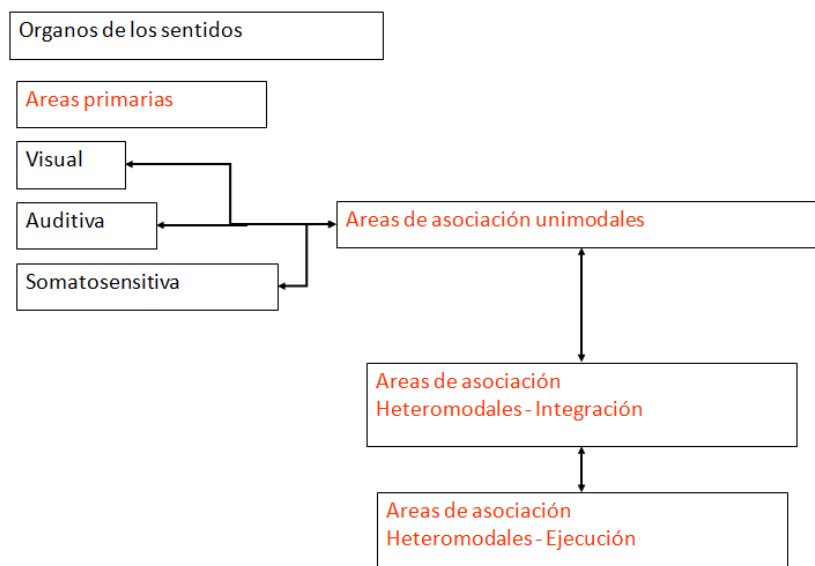 Organos de los sentidos
Areas primarias
Visual
Auditiva
Somatosensitiva
Areas de asociación unimodales
Areas de asociación
Heteromodales - Integración
Areas de asociación
Heteromodales - Ejecución